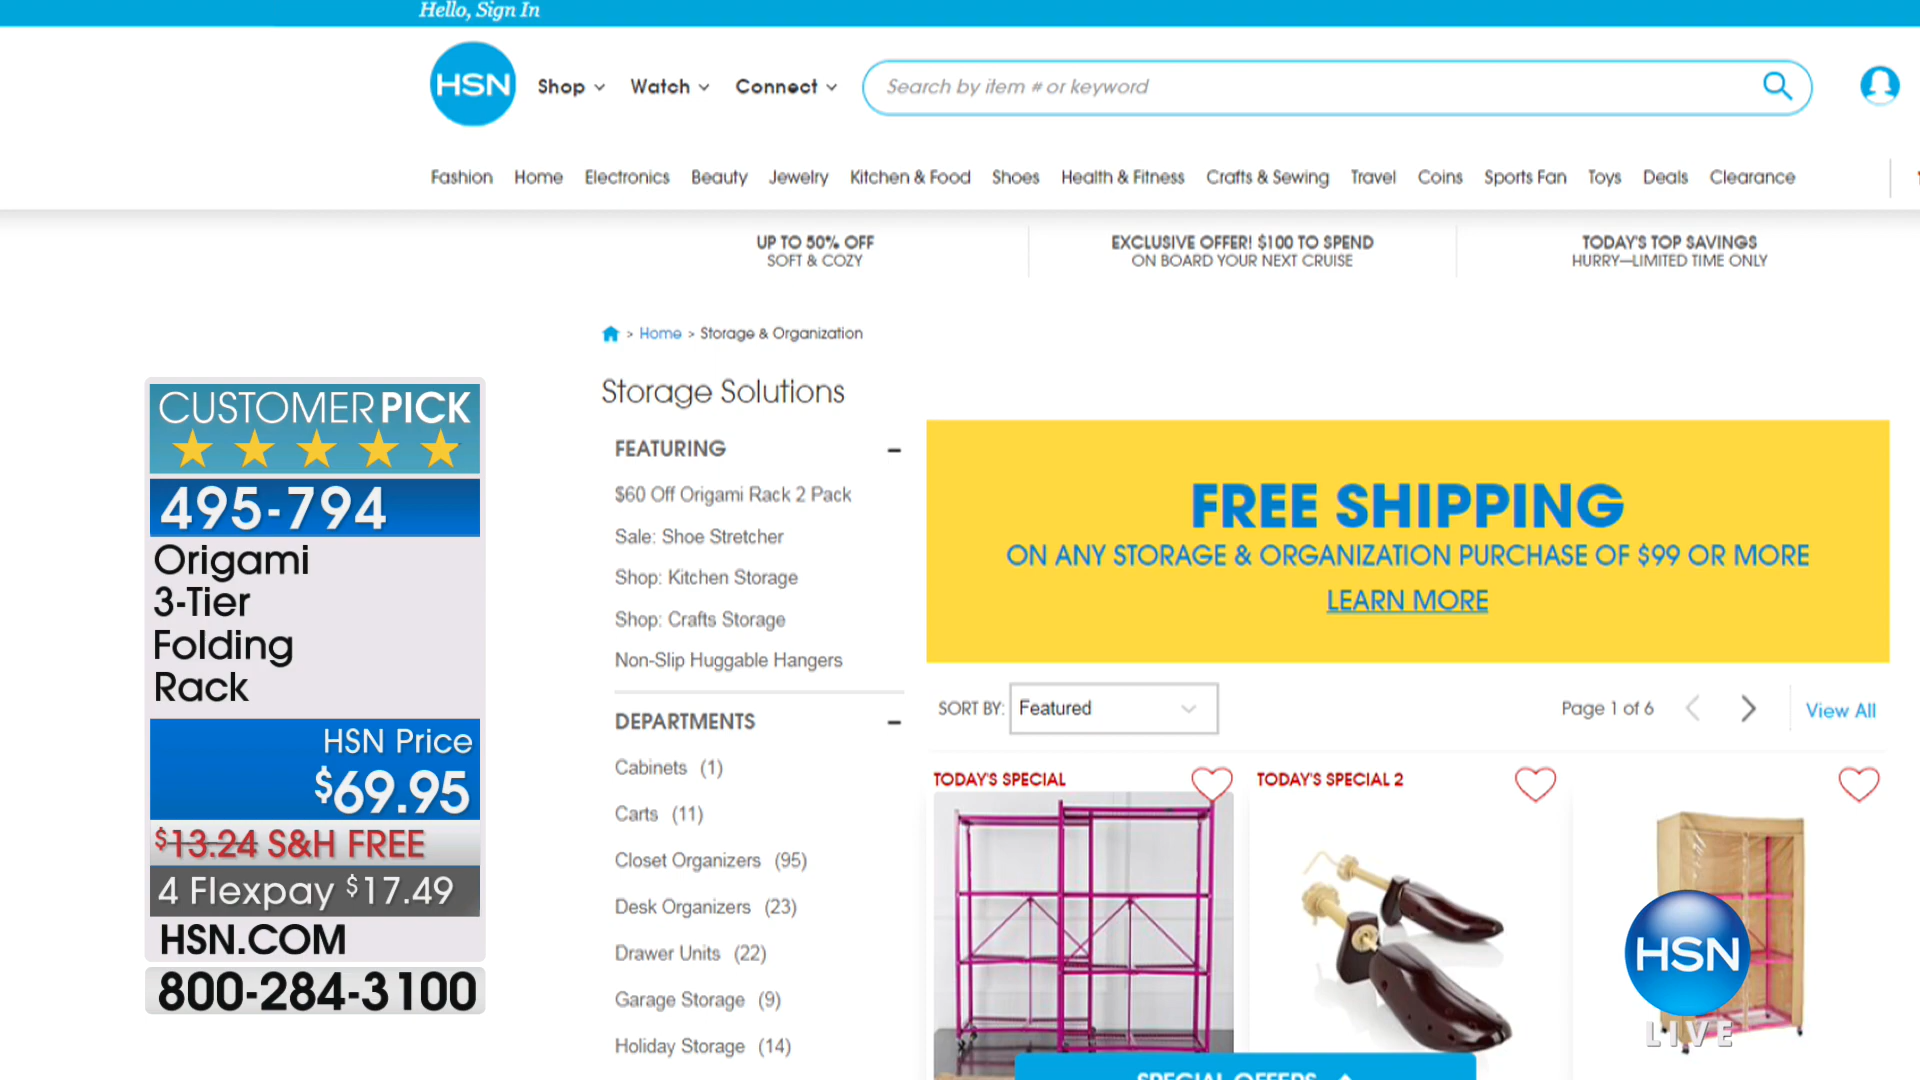 Hello, Sign In
HSN
Shop
Watch
Connect
Search by item # or keyword
Fashion Home Electronics Beauty Jewelry Kitchen & Food Shoes Health & Fitness Crafts & Sewing Travel Coins Sports Fan Toys Deals Clearance
UP TO 50% OFF
SOFT & COZY
EXCLUSIVE OFFER! $100 TO SPEND
ON BOARD YOUR NEXT CRUISE
TODAY'S TOP SAVINGS
HURRY—LIMITED TIME ONLY
> Home > Storage & Organization
Storage Solutions
CUSTOMER PICK
495-794
Origami
3-Tier
Folding
Rack
HSN Price
$69.95
$13.24 S&H FREE
4 Flexpay $17.49
HSN.COM
800-284-3100
FEATURING
$60 Off Origami Rack 2 Pack
Sale: Shoe Stretcher
Shop: Kitchen Storage
Shop: Crafts Storage
Non-Slip Huggable Hangers
DEPARTMENTS
Cabinets (1)
Carts (11)
Closet Organizers (95)
Desk Organizers (23)
Drawer Units (22)
Garage Storage (9)
Holiday Storage (14)
FREE SHIPPING
ON ANY STORAGE & ORGANIZATION PURCHASE OF $99 OR MORE
LEARN MORE
SORT BY: Featured
Page 1 of 6
View All
TODAY'S SPECIAL
TODAY'S SPECIAL 2
HSN
LIVE
SPECIAL OFFERS